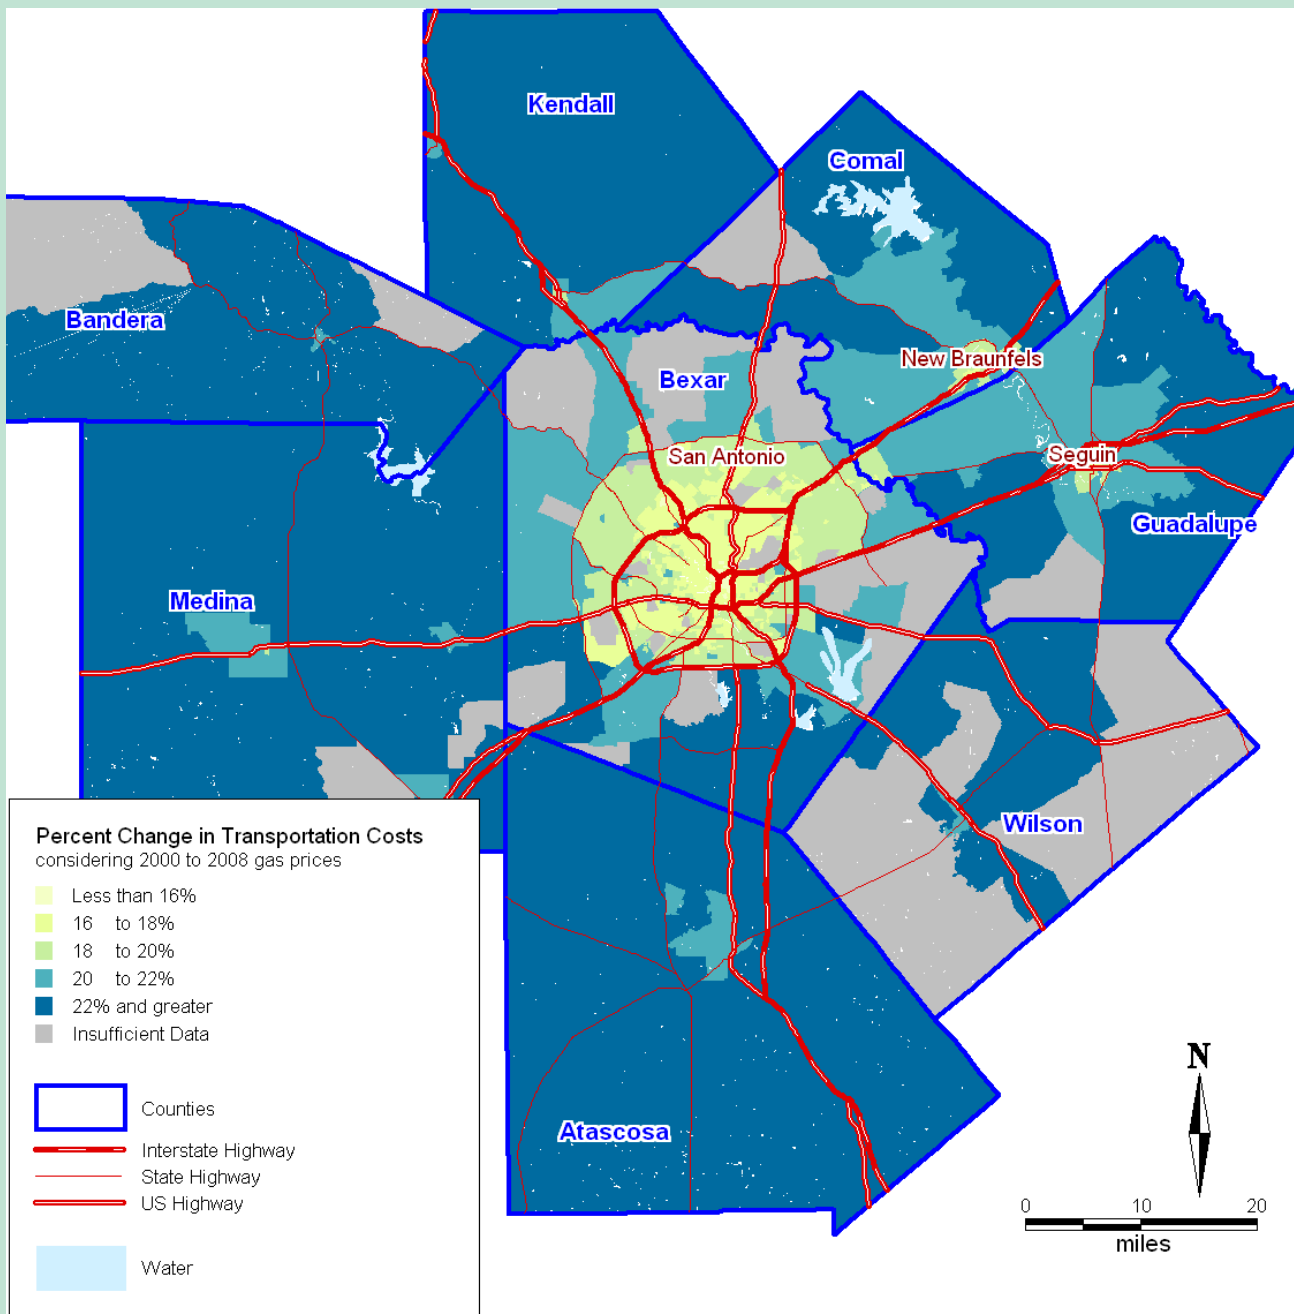 Kendall
Comal
Bandera
New Braunfels
Bexar
San Antonio
Seguin
Guadalupe
Medina
Wilson
Atascosa
Percent Change in Transportation Costs
considering 2000 to 2008 gas prices
Less than 16%
16 to 18%
18 to 20%
20 to 22%
22% and greater
Insufficient Data
Counties
Interstate Highway
State Highway
US Highway
Water
N
0 10 20
miles